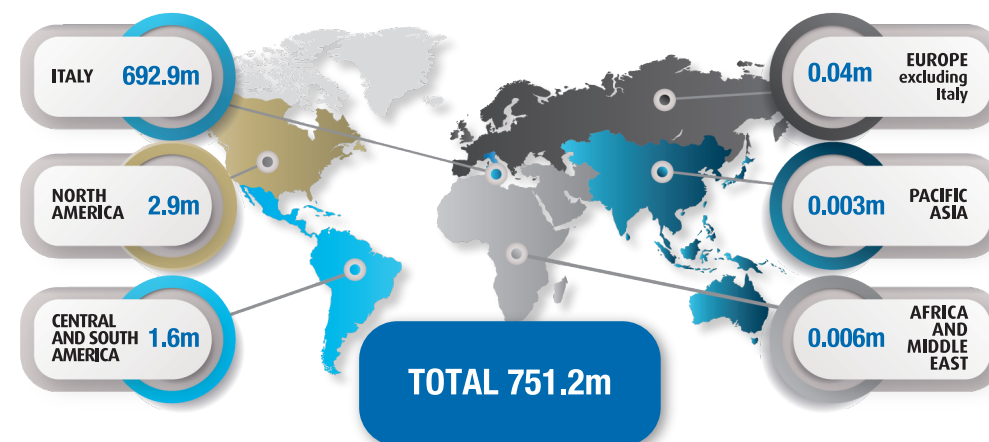 ITALY 692.9m
NORTH
AMERICA 2.9m
CENTRAL
AND SOUTH
AMERICA 1.6m
0.04m EUROPE
excluding
Italy
0.003m PACIFIC
ASIA
0.006m AFRICA
AND
MIDDLE
EAST
TOTAL 751.2m